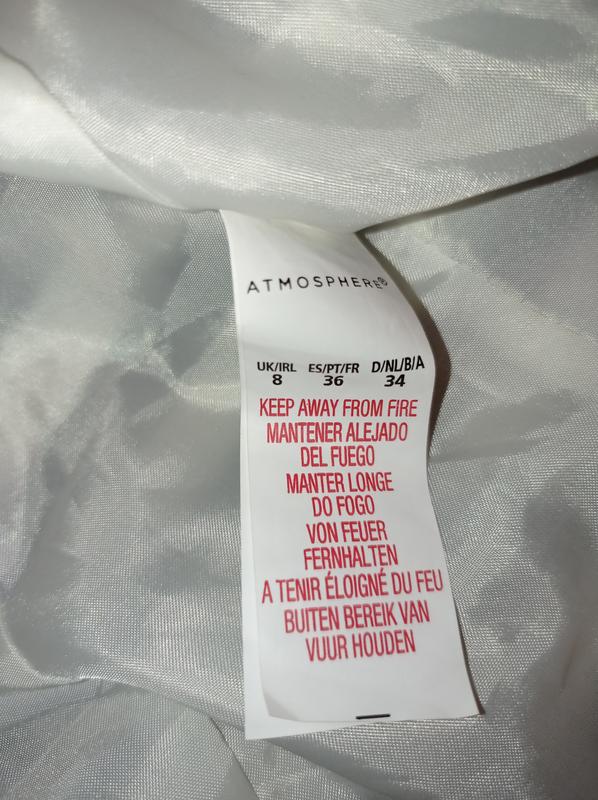 ATMOSPHERE®
UK/IRL ES/PT/FR D/NL/B/A
8 36 34
KEEP AWAY FROM FIRE
MANTENER ALEJADO
DEL FUEGO
MANTER LONGE
DO FOGO
VON FEUER
FERNHALTEN
A TENIR ÉLOIGNÉ DU FEU
BUITEN BEREIK VAN
VUUR HOUDEN